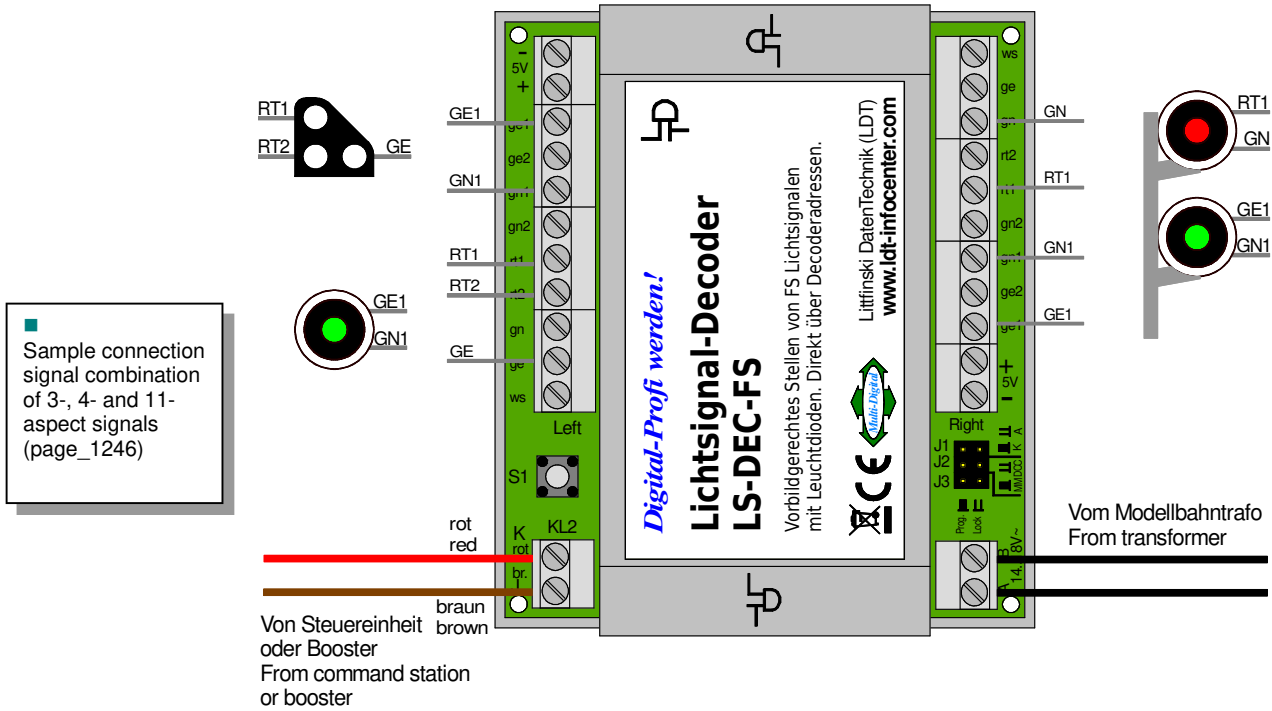 RT1
RT2
GE
GE1
GN1
■
Sample connection
signal combination
of 3-, 4- and 11-
aspect signals
(page_1246)
GE1
GN1
RT1
RT2
GE
-
5V
+
ge1
ge2
gn1
gn2
rt1
rt2
gn
ge
ws
Left
S1
K
KL2
rot
br.
rot
red
braun
brown
Von Steuereinheit
oder Booster
From command station
or booster
Digital-Profi werden!
Lichtsignal-Decoder
LS-DEC-FS
Vorbildgerechtes Stellen von FS Lichtsignalen
mit Leuchtdioden. Direkt über Decoderadressen.
Multi-Digital
CE
Littfinski DatenTechnik (LDT)
www.ldt-infocenter.com
ws
ge
gn
rt2
rt1
gn2
gn1
ge2
ge1
+
5V
-
Right
J1
J2
J3
A
K
DCC
MM
Prog.
Lock
B
A
14...18V~
GN
RT1
GN1
GE1
RT1
GN
GE1
GN1
Vom Modellbahntrafo
From transformer